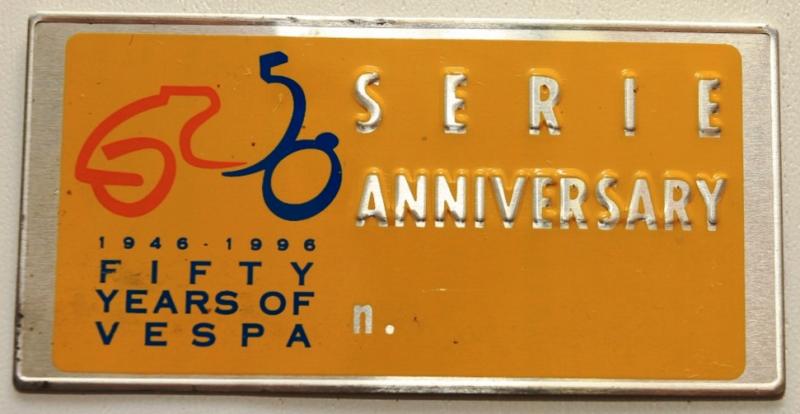 SERIE
ANNIVERSARY
1946-1996
FIFTY
YEARS OF
VESPA
n.